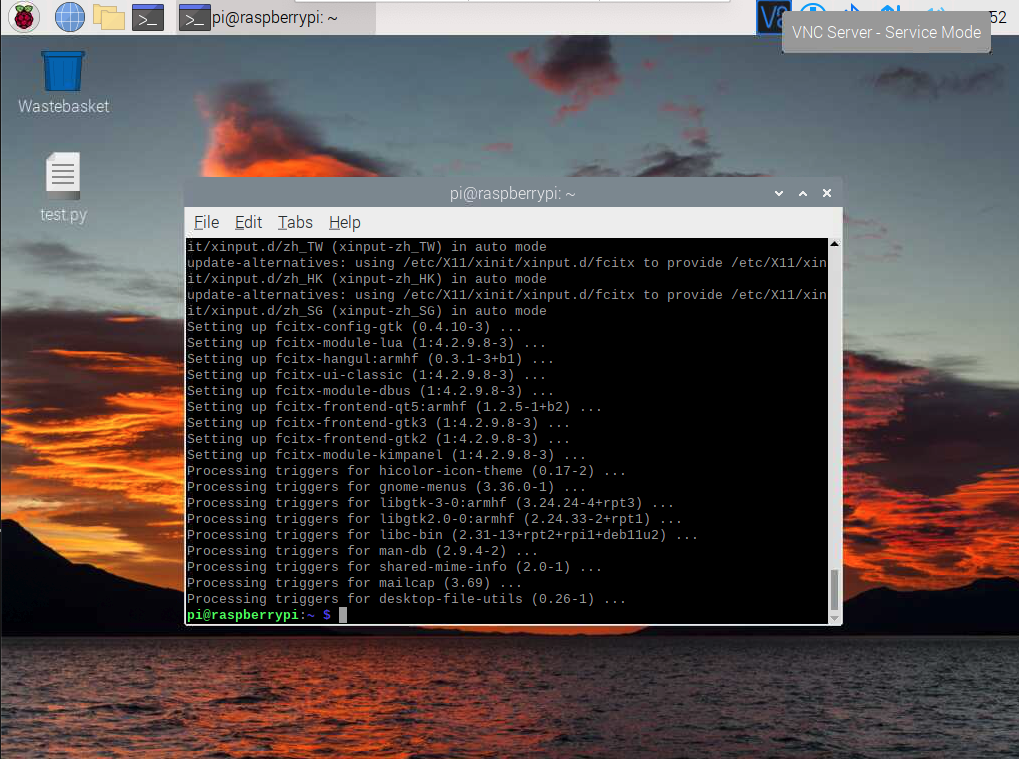 pi@raspberrypi: ~
52
VNC Server - Service Mode
Wastebasket
test.py
pi@raspberrypi: ~
File Edit Tabs Help
it/xinput.d/zh_TW (xinput-zh_TW) in auto mode
update-alternatives: using /etc/X11/xinit/xinput.d/fcitx to provide /etc/X11/xin
it/xinput.d/zh_HK (xinput-zh_HK) in auto mode
update-alternatives: using /etc/X11/xinit/xinput.d/fcitx to provide /etc/X11/xin
it/xinput.d/zh_SG (xinput-zh_SG) in auto mode
Setting up fcitx-config-gtk (0.4.10-3) ...
Setting up fcitx-module-lua (1:4.2.9.8-3) ...
Setting up fcitx-hangul:armhf (0.3.1-3+b1) ...
Setting up fcitx-ui-classic (1:4.2.9.8-3) ...
Setting up fcitx-module-dbus (1:4.2.9.8-3) ...
Setting up fcitx-frontend-qt5:armhf (1.2.5-1+b2) ...
Setting up fcitx-frontend-gtk3 (1:4.2.9.8-3) ...
Setting up fcitx-frontend-gtk2 (1:4.2.9.8-3) ...
Setting up fcitx-module-kimpanel (1:4.2.9.8-3) ...
Processing triggers for hicolor-icon-theme (0.17-2) ...
Processing triggers for gnome-menus (3.36.0-1) ...
Processing triggers for libgtk-3-0:armhf (3.24.24-4+rpt3) ...
Processing triggers for libgtk2.0-0:armhf (2.24.33-2+rpt1) ...
Processing triggers for libc-bin (2.31-13+rpt2+rpi1+deb11u2) ...
Processing triggers for man-db (2.9.4-2) ...
Processing triggers for shared-mime-info (2.0-1) ...
Processing triggers for mailcap (3.69) ...
Processing triggers for desktop-file-utils (0.26-1) ...
pi@raspberrypi:~ $